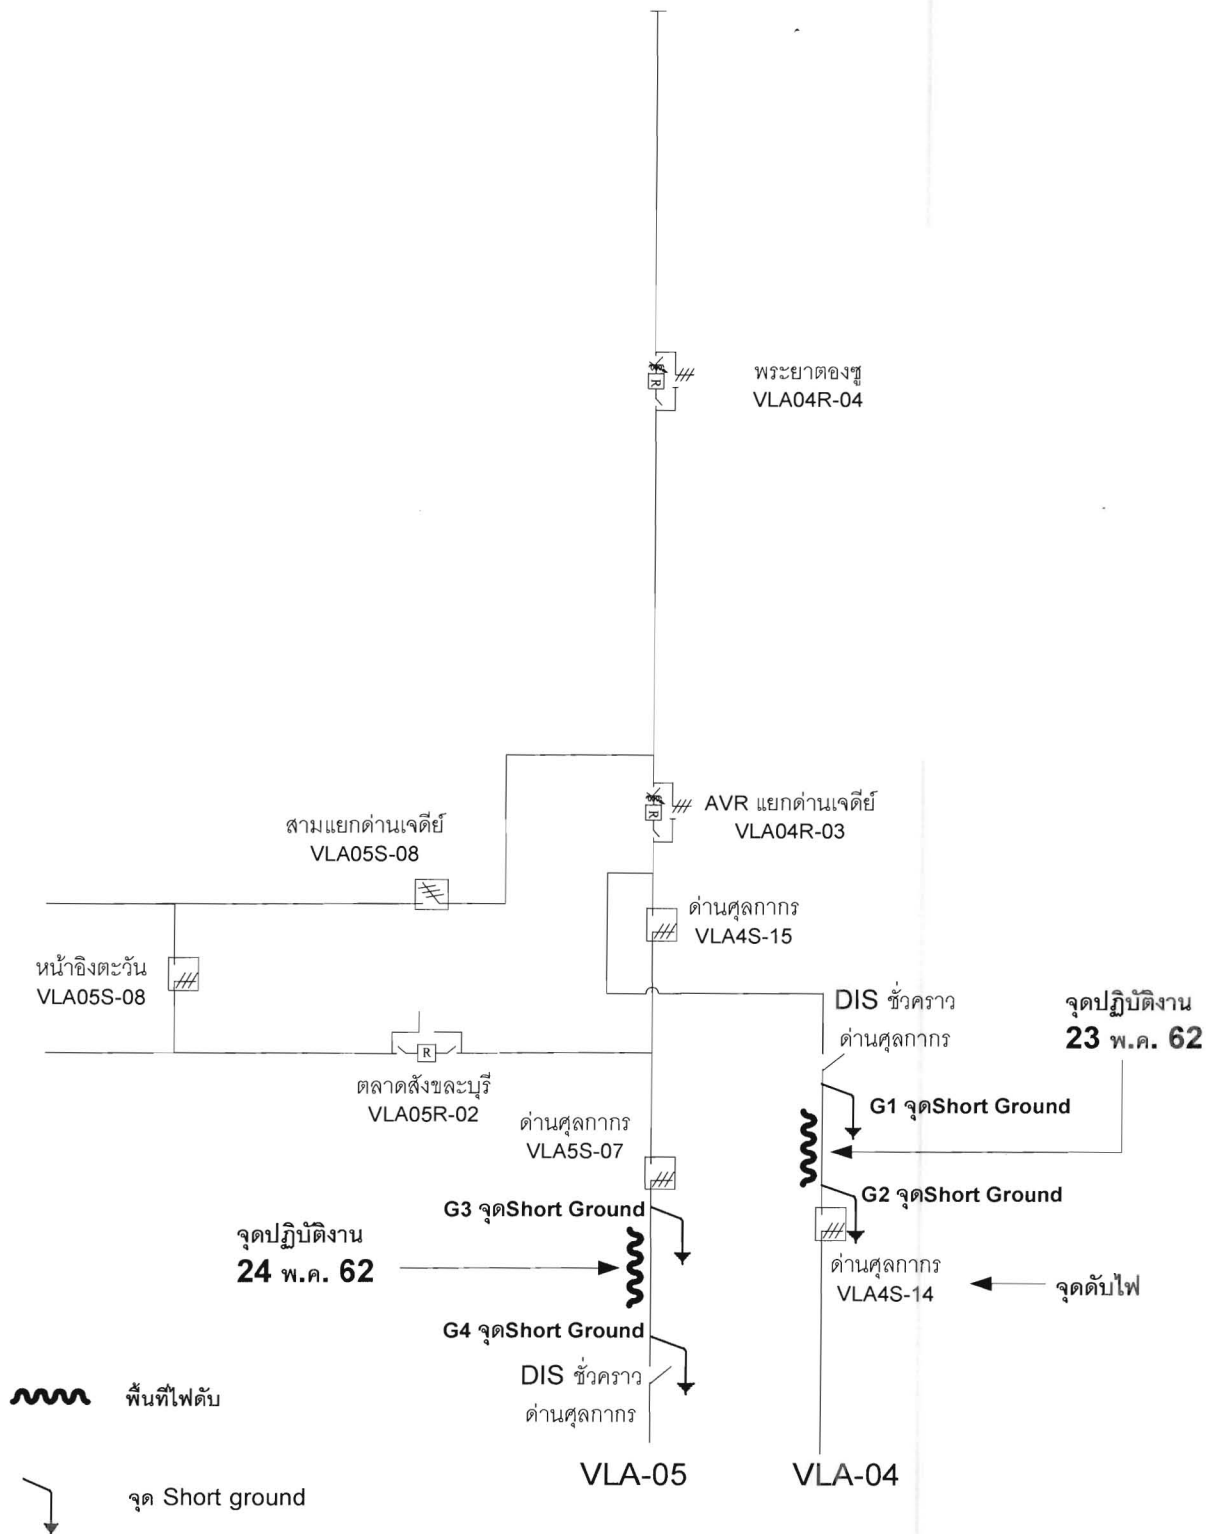 พระยาตองซู
VLA04R-04
R
AVR แยกด่านเจดีย์
VLA04R-03
R
สามแยกด่านเจดีย์
VLA05S-08
ด่านศุลกากร
VLA4S-15
หน้าอิงตะวัน
VLA05S-08
DIS ชั่วคราว
ด่านศุลกากร
จุดปฏิบัติงาน
23 พ.ค. 62
R
ตลาดสังขละบุรี
VLA05R-02
G1 จุดShort Ground
ด่านศุลกากร
VLA5S-07
G2 จุดShort Ground
G3 จุดShort Ground
จุดปฏิบัติงาน
24 พ.ค. 62
ด่านศุลกากร
VLA4S-14
จุดดับไฟ
G4 จุดShort Ground
DIS ชั่วคราว
ด่านศุลกากร
พื้นที่ไฟดับ
VLA-05
VLA-04
จุด Short ground